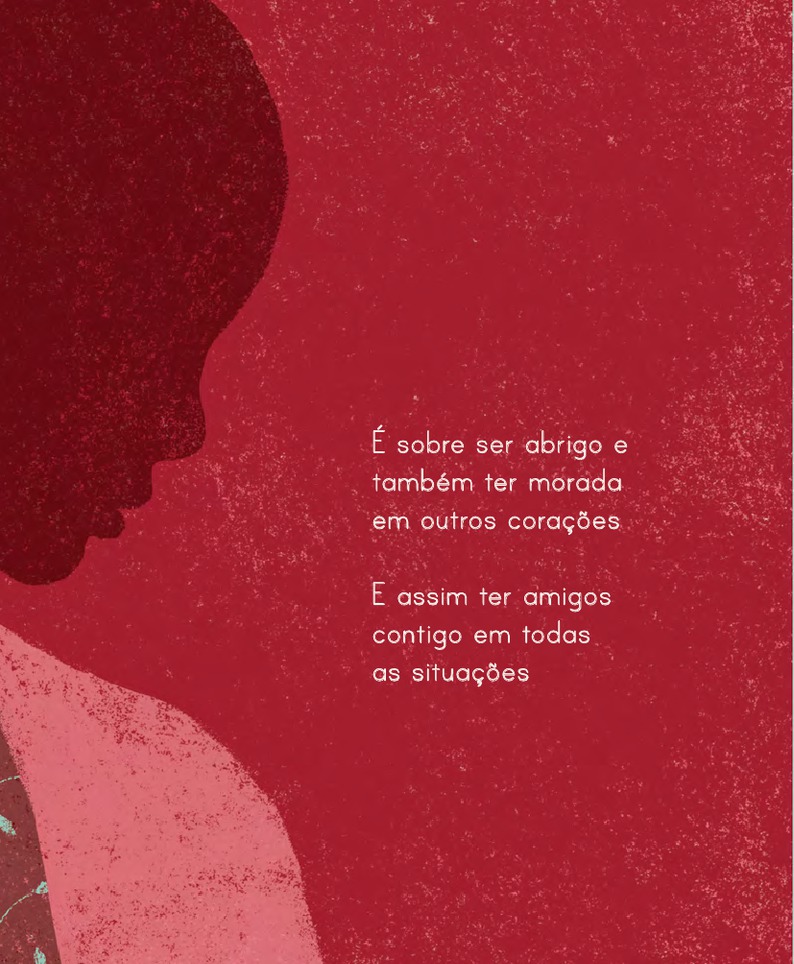 É sobre ser abrigo e
também ter morada
em outros corações
E assim ter amigos
contigo em todas
as situações